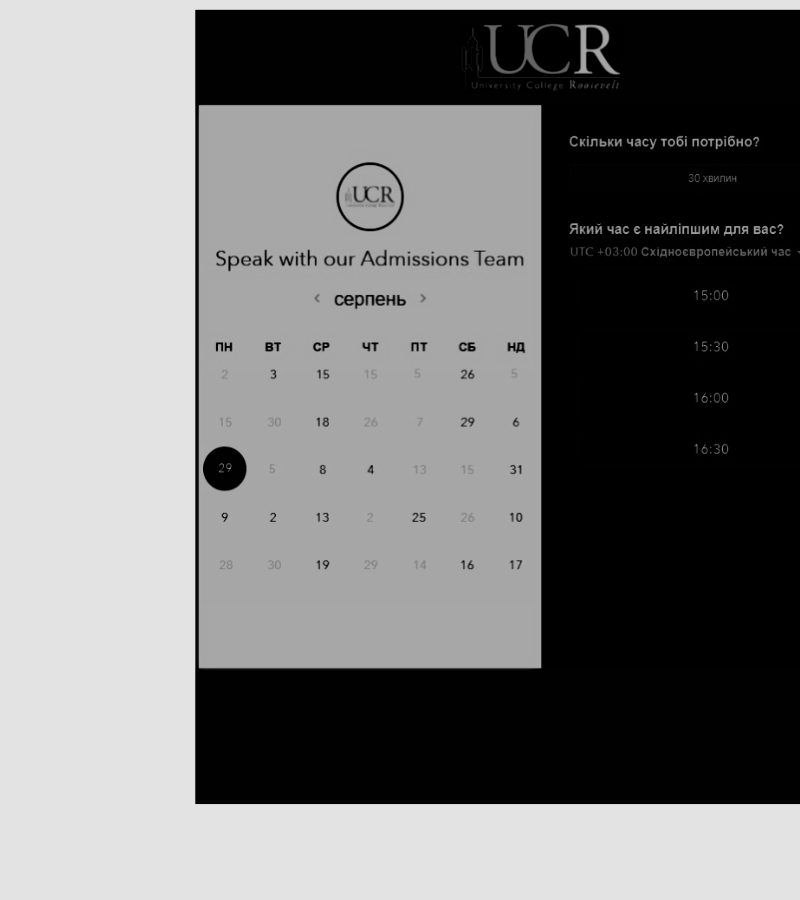 UCR
University College Roosevelt
UCR
Speak with our Admissions Team
‹ серпень ›
ПН ВТ СР ЧТ ПТ СБ НД
2 3 15 15 5 26 5
15 30 18 26 7 29 6
29 5 8 4 13 15 31
9 2 13 2 25 26 10
28 30 19 29 14 16 17
Скільки часу тобі потрібно?
30 хвилин
Який час є найліпшим для вас?
UTC +03:00 Східноєвропейський час
15:00
15:30
16:00
16:30